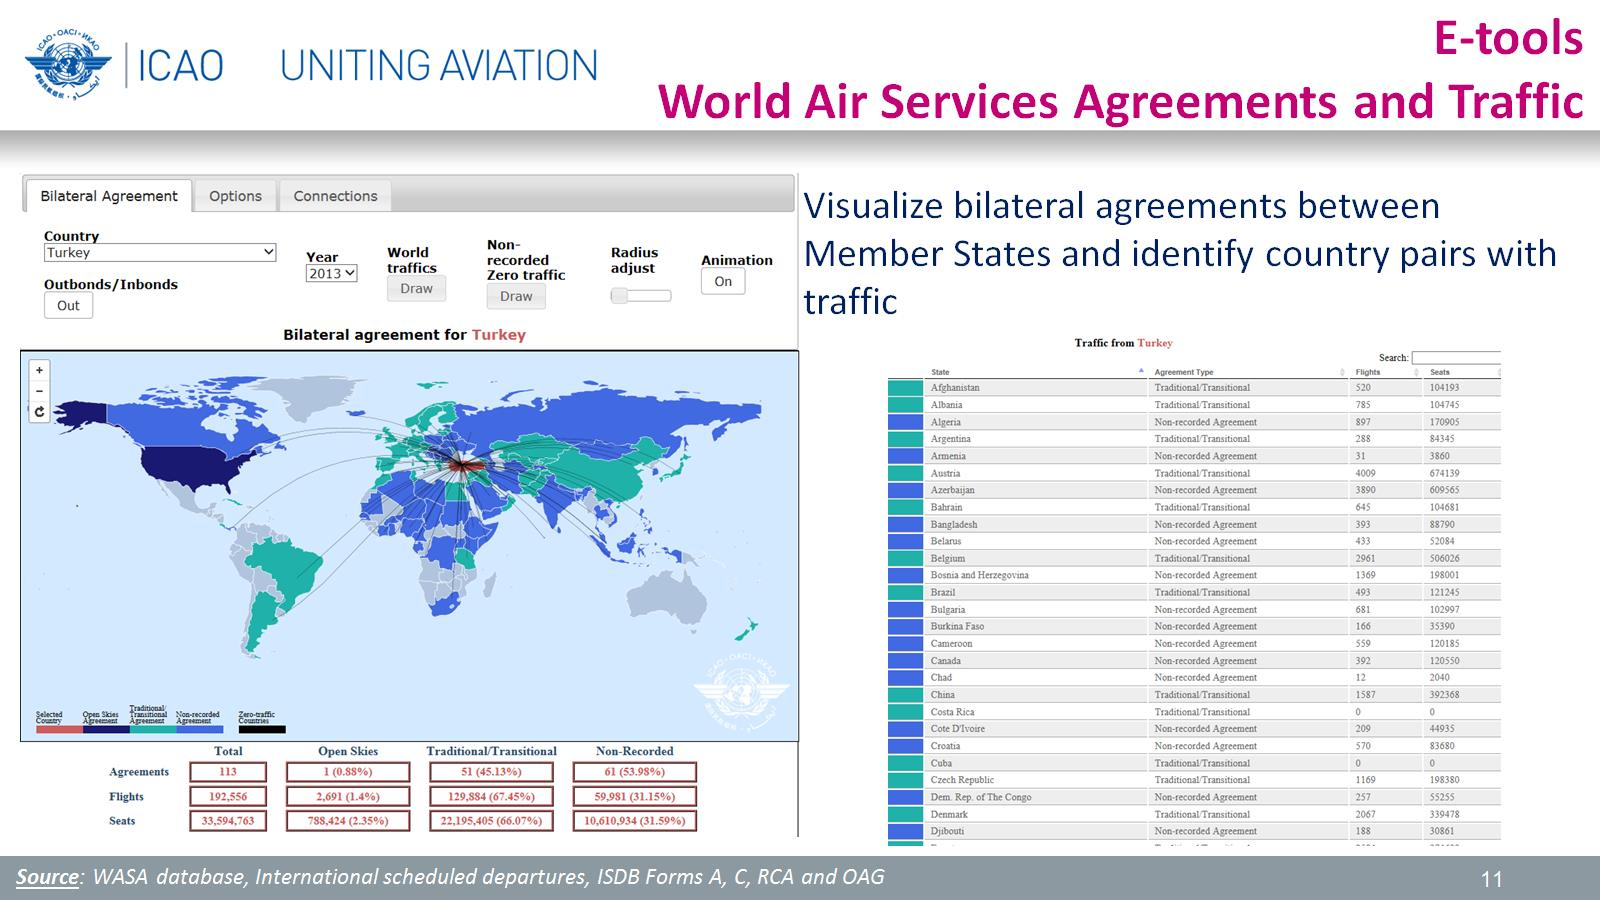 ICAO · OACI · ИКАО
ICAO
UNITING AVIATION
E-tools
World Air Services Agreements and Traffic
Bilateral Agreement
Options
Connections
Country
Turkey
Outbonds/Inbonds
Out
Year
2013
World
traffics
Draw
Non-
recorded
Zero traffic
Draw
Radius
adjust
Animation
On
Bilateral agreement for Turkey
+
−
Selected
Country
Open Skies
Agreement
Traditional/
Transitional
Agreement
Non-recorded
Agreement
Zero-traffic
Countries
ICAO · OACI · ИКАО
Total Open Skies Traditional/Transitional Non-Recorded
Agreements 113 1 (0.88%) 51 (45.13%) 61 (53.98%)
Flights 192,556 2,691 (1.4%) 129,884 (67.45%) 59,981 (31.15%)
Seats 33,594,763 788,424 (2.35%) 22,195,405 (66.07%) 10,610,934 (31.59%)
Visualize bilateral agreements between
Member States and identify country pairs with
traffic
Traffic from Turkey
Search:
State Agreement Type Flights Seats
Afghanistan Traditional/Transitional 520 104193
Albania Traditional/Transitional 785 104745
Algeria Non-recorded Agreement 897 170905
Argentina Traditional/Transitional 288 84345
Armenia Non-recorded Agreement 31 3860
Austria Traditional/Transitional 4009 674139
Azerbaijan Non-recorded Agreement 3890 609565
Bahrain Traditional/Transitional 645 104681
Bangladesh Non-recorded Agreement 393 88790
Belarus Non-recorded Agreement 433 52084
Belgium Traditional/Transitional 2961 506026
Bosnia and Herzegovina Non-recorded Agreement 1369 198001
Brazil Traditional/Transitional 493 121245
Bulgaria Non-recorded Agreement 681 102997
Burkina Faso Non-recorded Agreement 166 35390
Cameroon Non-recorded Agreement 559 120185
Canada Non-recorded Agreement 392 120550
Chad Non-recorded Agreement 12 2040
China Traditional/Transitional 1587 392368
Costa Rica Traditional/Transitional 0 0
Cote D'Ivoire Non-recorded Agreement 209 44935
Croatia Non-recorded Agreement 570 83680
Cuba Traditional/Transitional 0 0
Czech Republic Traditional/Transitional 1169 198380
Dem. Rep. of The Congo Non-recorded Agreement 257 55255
Denmark Traditional/Transitional 2067 339478
Djibouti Non-recorded Agreement 188 30861
Source: WASA database, International scheduled departures, ISDB Forms A, C, RCA and OAG
11